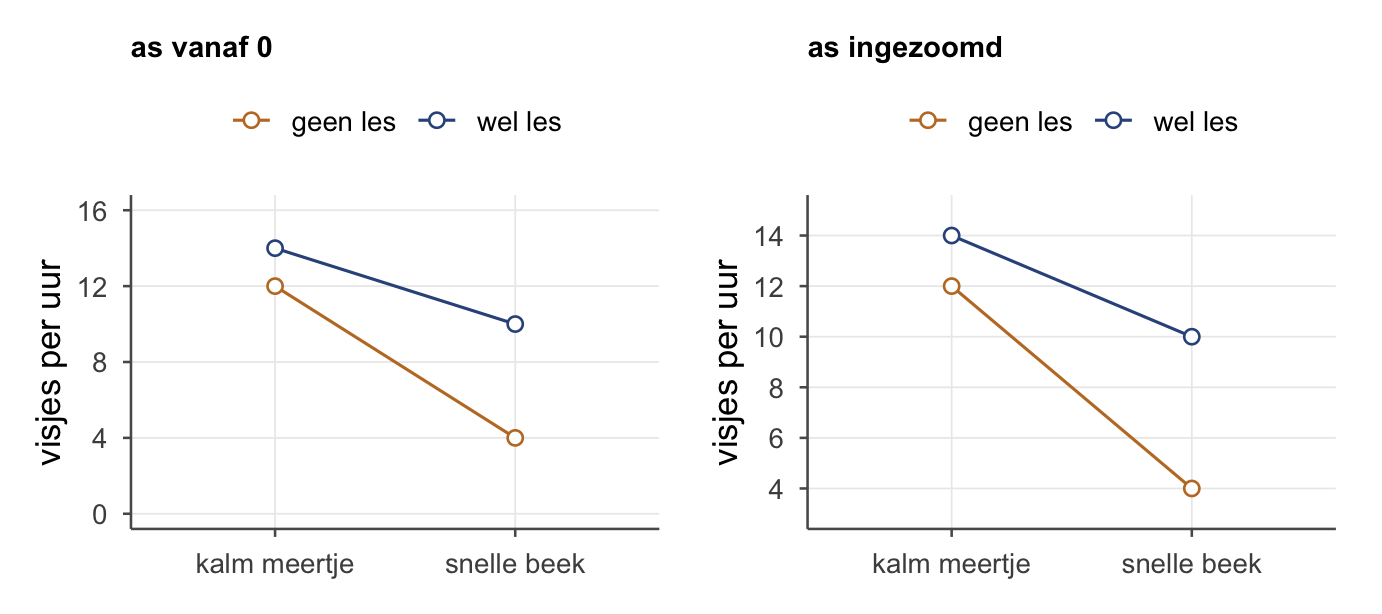 as vanaf 0
geen les
wel les
visjes per uur
16
12
8
4
0
kalm meertje
snelle beek
as ingezoomd
geen les
wel les
visjes per uur
14
12
10
8
6
4
kalm meertje
snelle beek